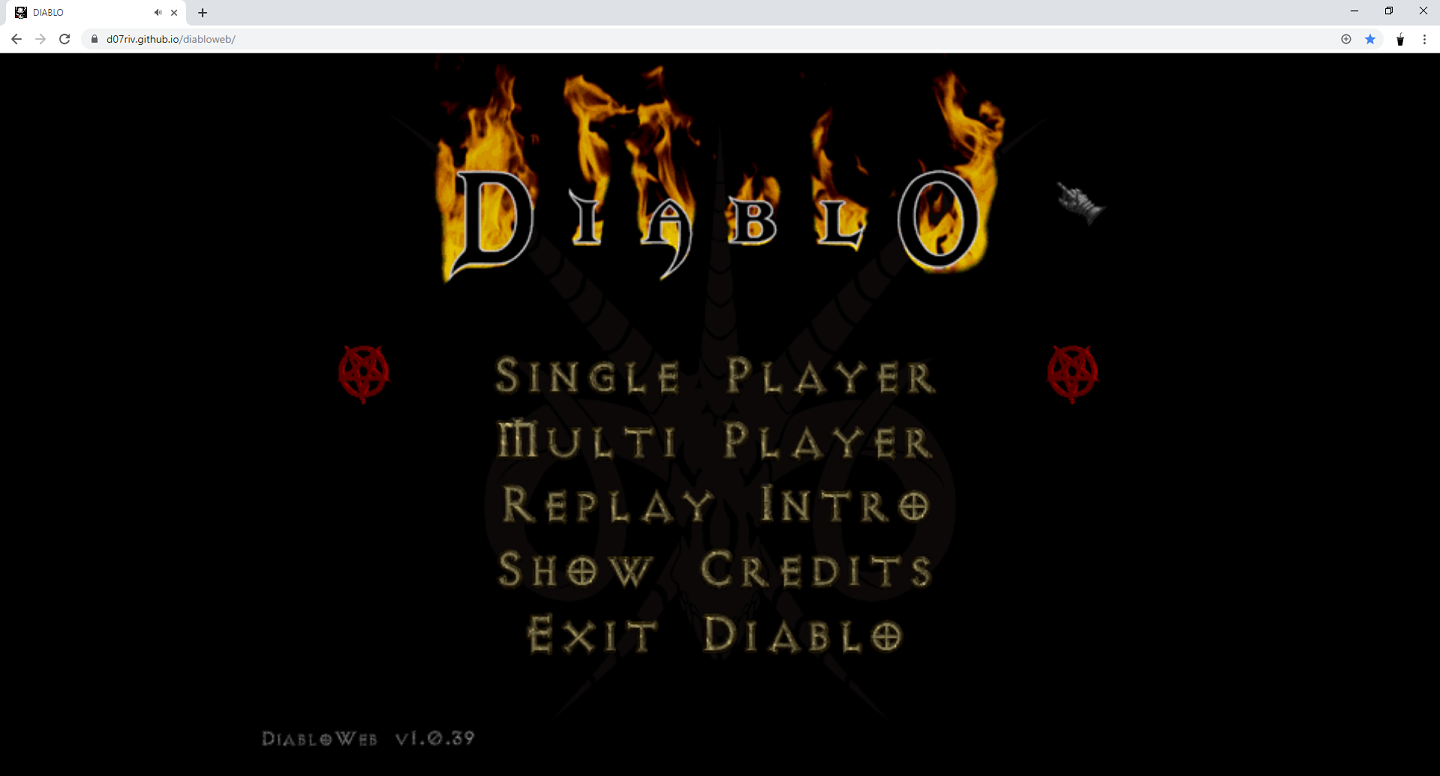 DIABLO
d07riv.github.io/diabloweb/
DIABLO
SINGLE PLAYER
MULTI PLAYER
REPLAY INTRO
SHOW CREDITS
EXIT DIABLO
DIABLOWEB v1.0.39